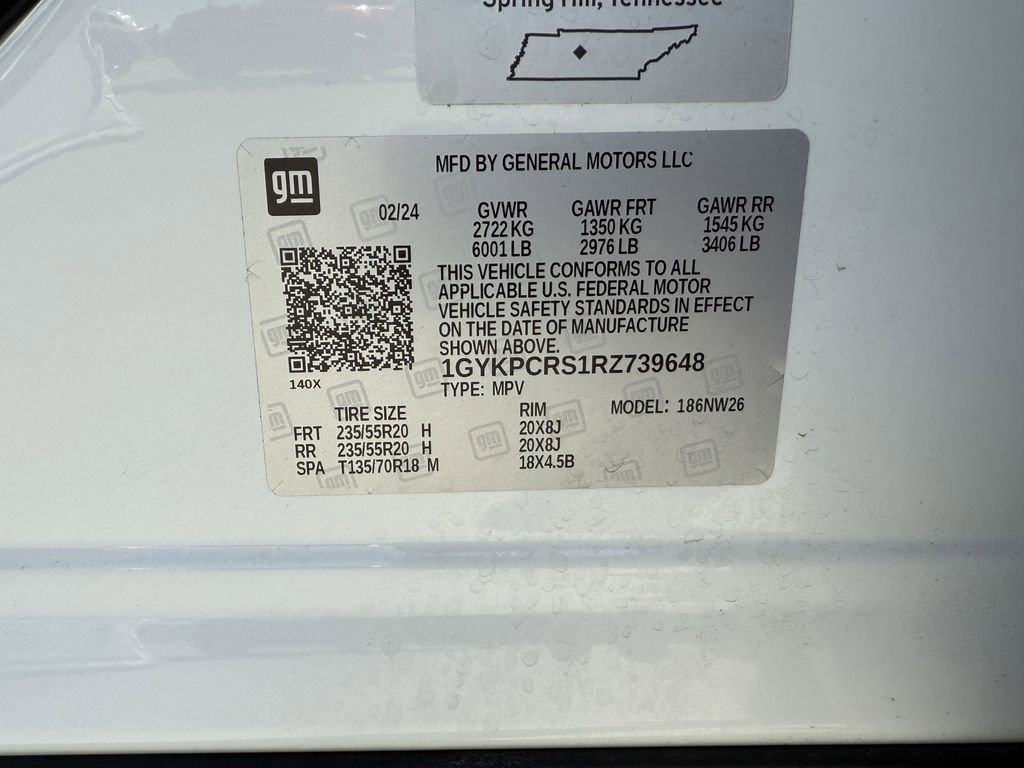 Spring Hill, Tennessee
gm
MFD BY GENERAL MOTORS LLC
02/24
GVWR GAWR FRT GAWR RR
2722 KG 1350 KG 1545 KG
6001 LB 2976 LB 3406 LB
THIS VEHICLE CONFORMS TO ALL
APPLICABLE U.S. FEDERAL MOTOR
VEHICLE SAFETY STANDARDS IN EFFECT
ON THE DATE OF MANUFACTURE
SHOWN ABOVE.
1GYKPCRS1RZ739648
140X
TYPE: MPV
TIRE SIZE RIM MODEL: 186NW26
FRT 235/55R20 H 20X8J
RR 235/55R20 H 20X8J
SPA T135/70R18 M 18X4.5B